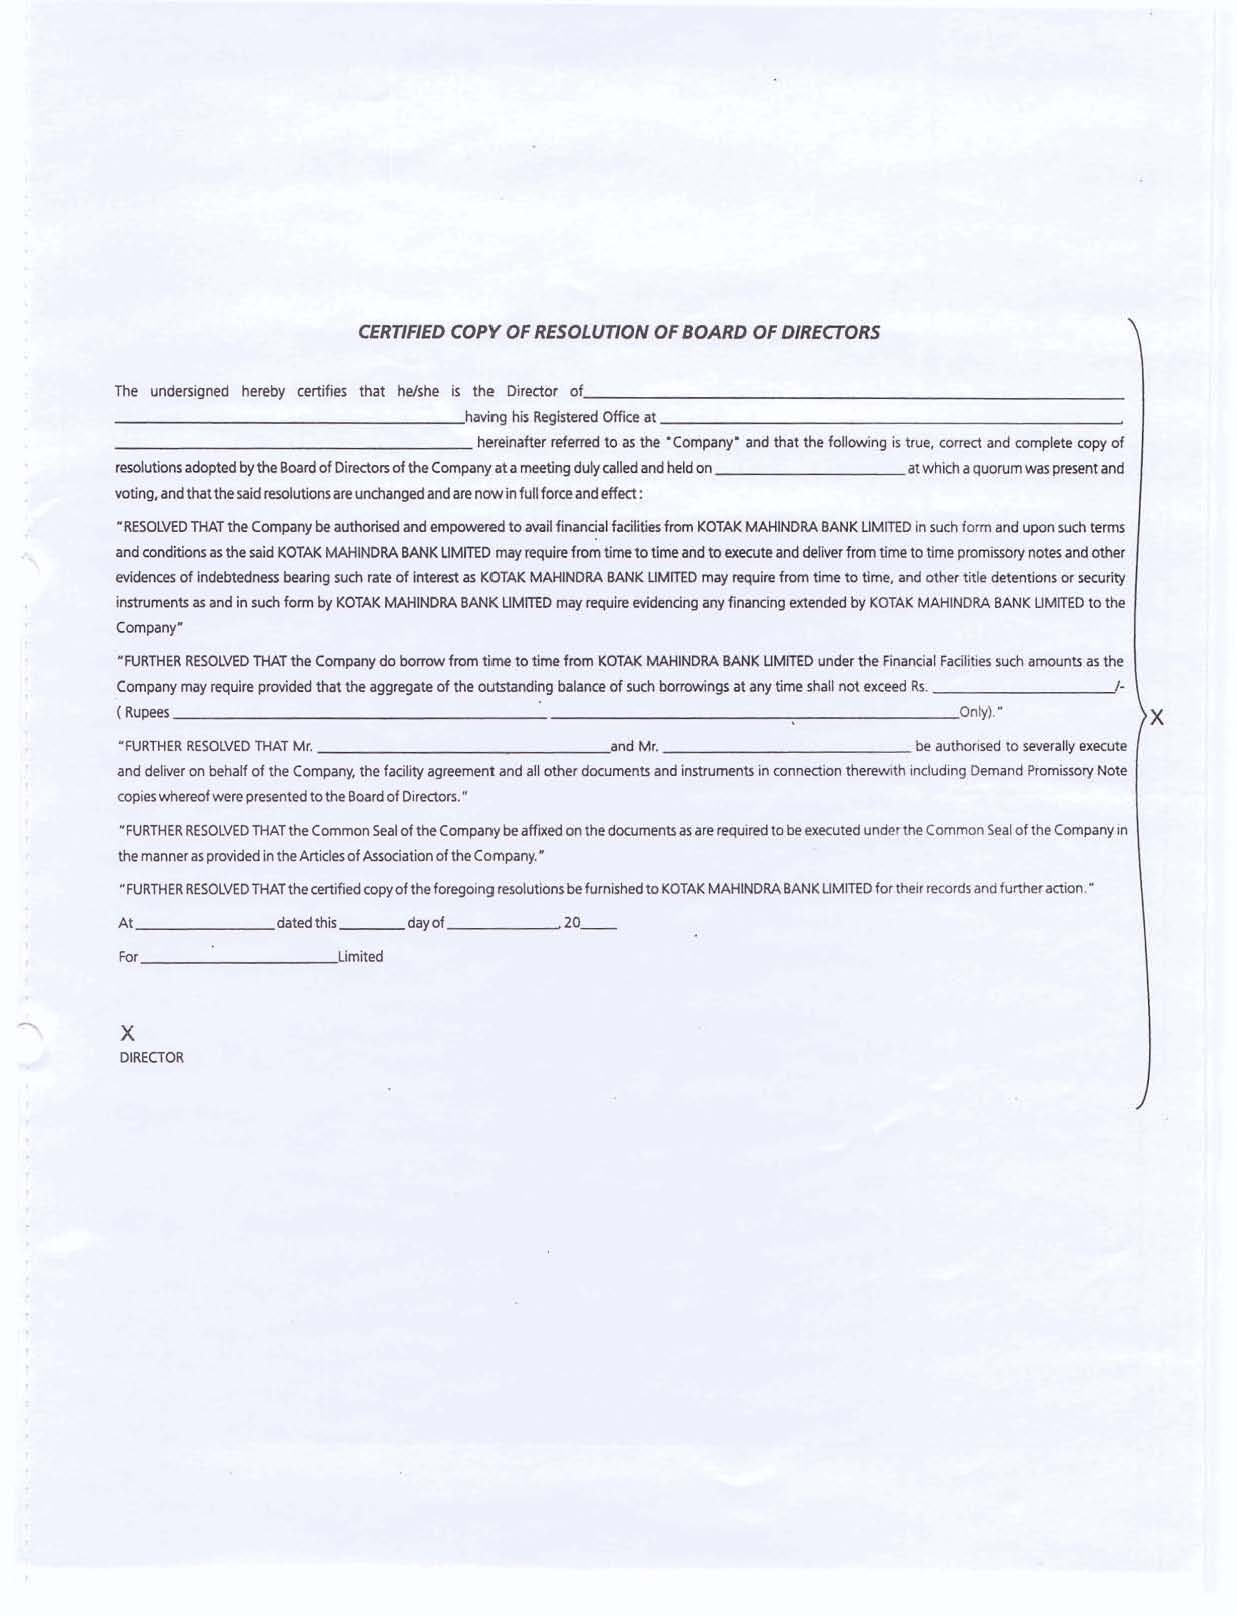 CERTIFIED COPY OF RESOLUTION OF BOARD OF DIRECTORS
The undersigned hereby certifies that he/she is the Director of
having his Registered Office at ,
hereinafter referred to as the "Company" and that the following is true, correct and complete copy of
resolutions adopted by the Board of Directors of the Company at a meeting duly called and held on at which a quorum was present and
voting, and that the said resolutions are unchanged and are now in full force and effect :
"RESOLVED THAT the Company be authorised and empowered to avail financial facilities from KOTAK MAHINDRA BANK LIMITED in such form and upon such terms
and conditions as the said KOTAK MAHINDRA BANK LIMITED may require from time to time and to execute and deliver from time to time promissory notes and other
evidences of indebtedness bearing such rate of interest as KOTAK MAHINDRA BANK LIMITED may require from time to time, and other title detentions or security
instruments as and in such form by KOTAK MAHINDRA BANK LIMITED may require evidencing any financing extended by KOTAK MAHINDRA BANK LIMITED to the
Company"
"FURTHER RESOLVED THAT the Company do borrow from time to time from KOTAK MAHINDRA BANK LIMITED under the Financial Facilities such amounts as the
Company may require provided that the aggregate of the outstanding balance of such borrowings at any time shall not exceed Rs. /-
( Rupees Only)."
X
"FURTHER RESOLVED THAT Mr. and Mr. be authorised to severally execute
and deliver on behalf of the Company, the facility agreement and all other documents and instruments in connection therewith including Demand Promissory Note
copies whereof were presented to the Board of Directors."
"FURTHER RESOLVED THAT the Common Seal of the Company be affixed on the documents as are required to be executed under the Common Seal of the Company in
the manner as provided in the Articles of Association of the Company."
"FURTHER RESOLVED THAT the certified copy of the foregoing resolutions be furnished to KOTAK MAHINDRA BANK LIMITED for their records and further action."
At dated this day of , 20
For Limited
X
DIRECTOR